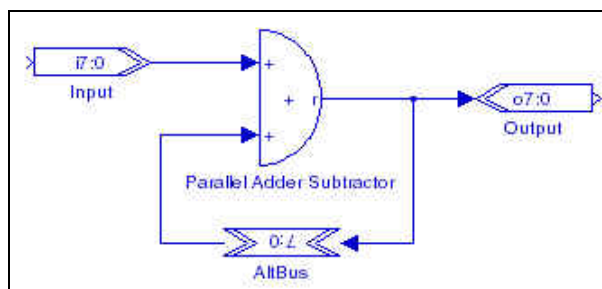 i7:0
Input
+
+
+
r
o7:0
Output
Parallel Adder Subtractor
7:0
AltBus